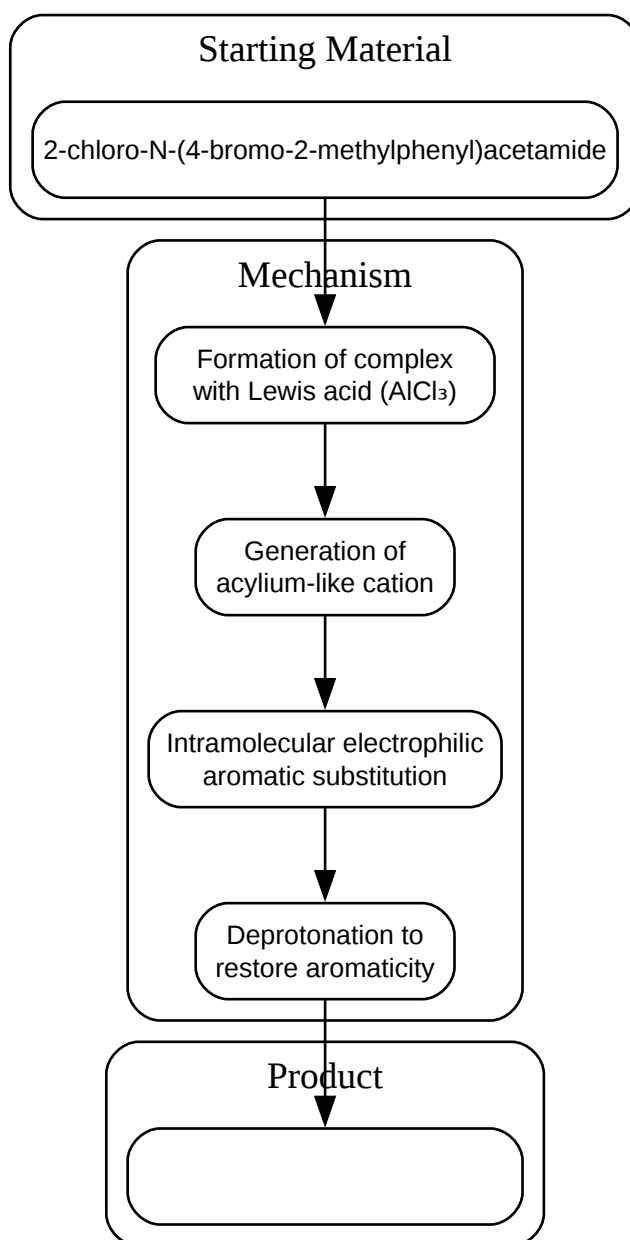 Starting Material
2-chloro-N-(4-bromo-2-methylphenyl)acetamide
Mechanism
Formation of complex
with Lewis acid (AlCl₃)
Generation of
acylium-like cation
Intramolecular electrophilic
aromatic substitution
Deprotonation to
restore aromaticity
Product